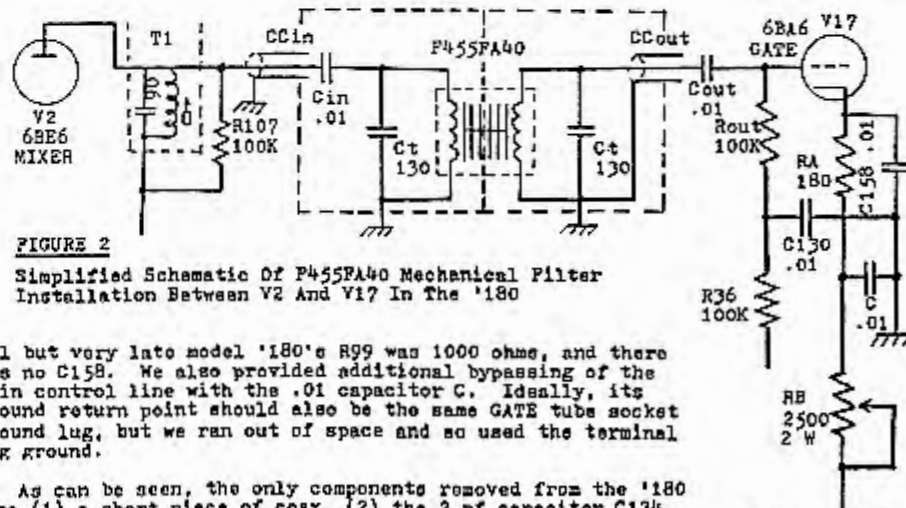 T1
CCin
F455FA40
CCout
6BA6 V17
GATE
V2
6BE6
MIXER
R107
100K
Cin
.01
Ct
130
Ct
130
Cout
.01
Rout
100K
RA
180
C158 .01
C130
.01
C
.01
R36
100K
RB
2500
2 W
FIGURE 2
Simplified Schematic Of F455FA40 Mechanical Filter
Installation Between V2 And V17 In The '180
l but very late model '180's R99 was 1000 ohms, and there
s no C158. We also provided additional bypassing of the
in control line with the .01 capacitor C. Ideally, its
ound return point should also be the same GATE tube socket
ound lug, but we ran out of space and so used the terminal
g ground.
As can be seen, the only components removed from the '180
(1) a short piece of coax, (2) the 2 pf capacitor C134